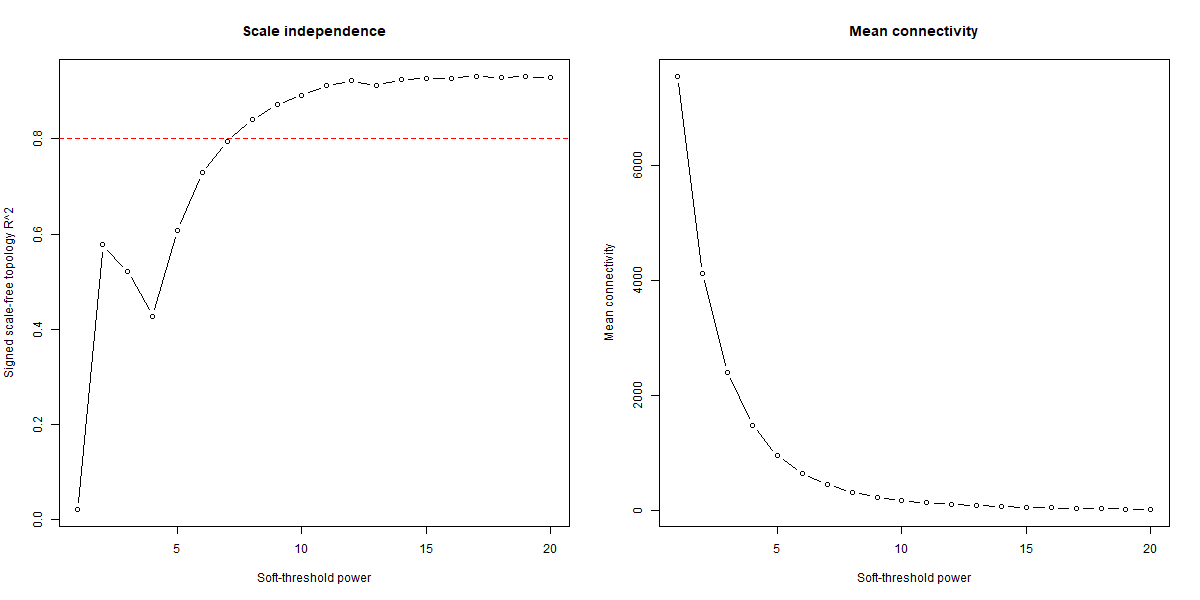 Scale independence
Signed scale-free topology R^2
0.0
0.2
0.4
0.6
0.8
5
10
15
20
Soft-threshold power
Mean connectivity
Mean connectivity
0
2000
4000
6000
5
10
15
20
Soft-threshold power